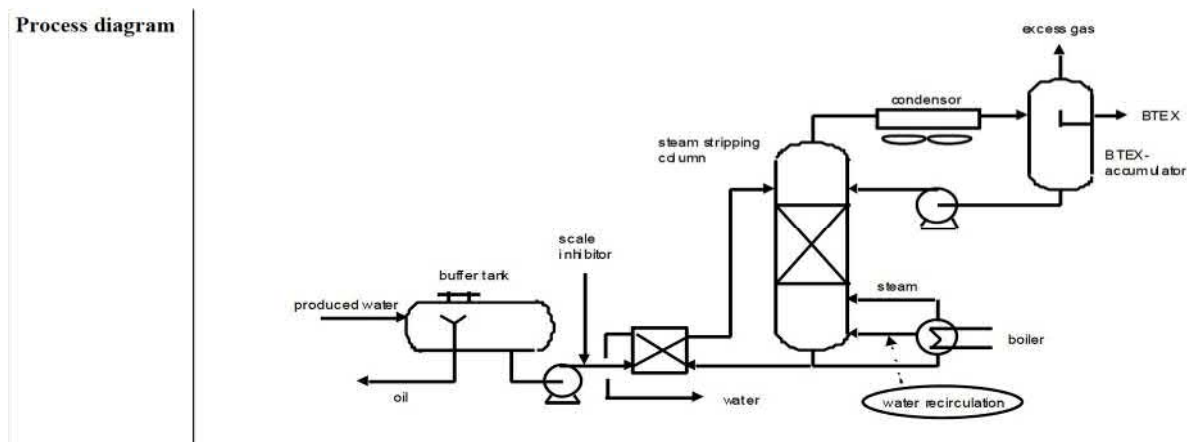 Process diagram
excess gas
condensor
BTEX
steam stripping
column
BTEX-
accumulator
scale
inhibitor
buffer tank
steam
produced water
boiler
oil
water
water recirculation